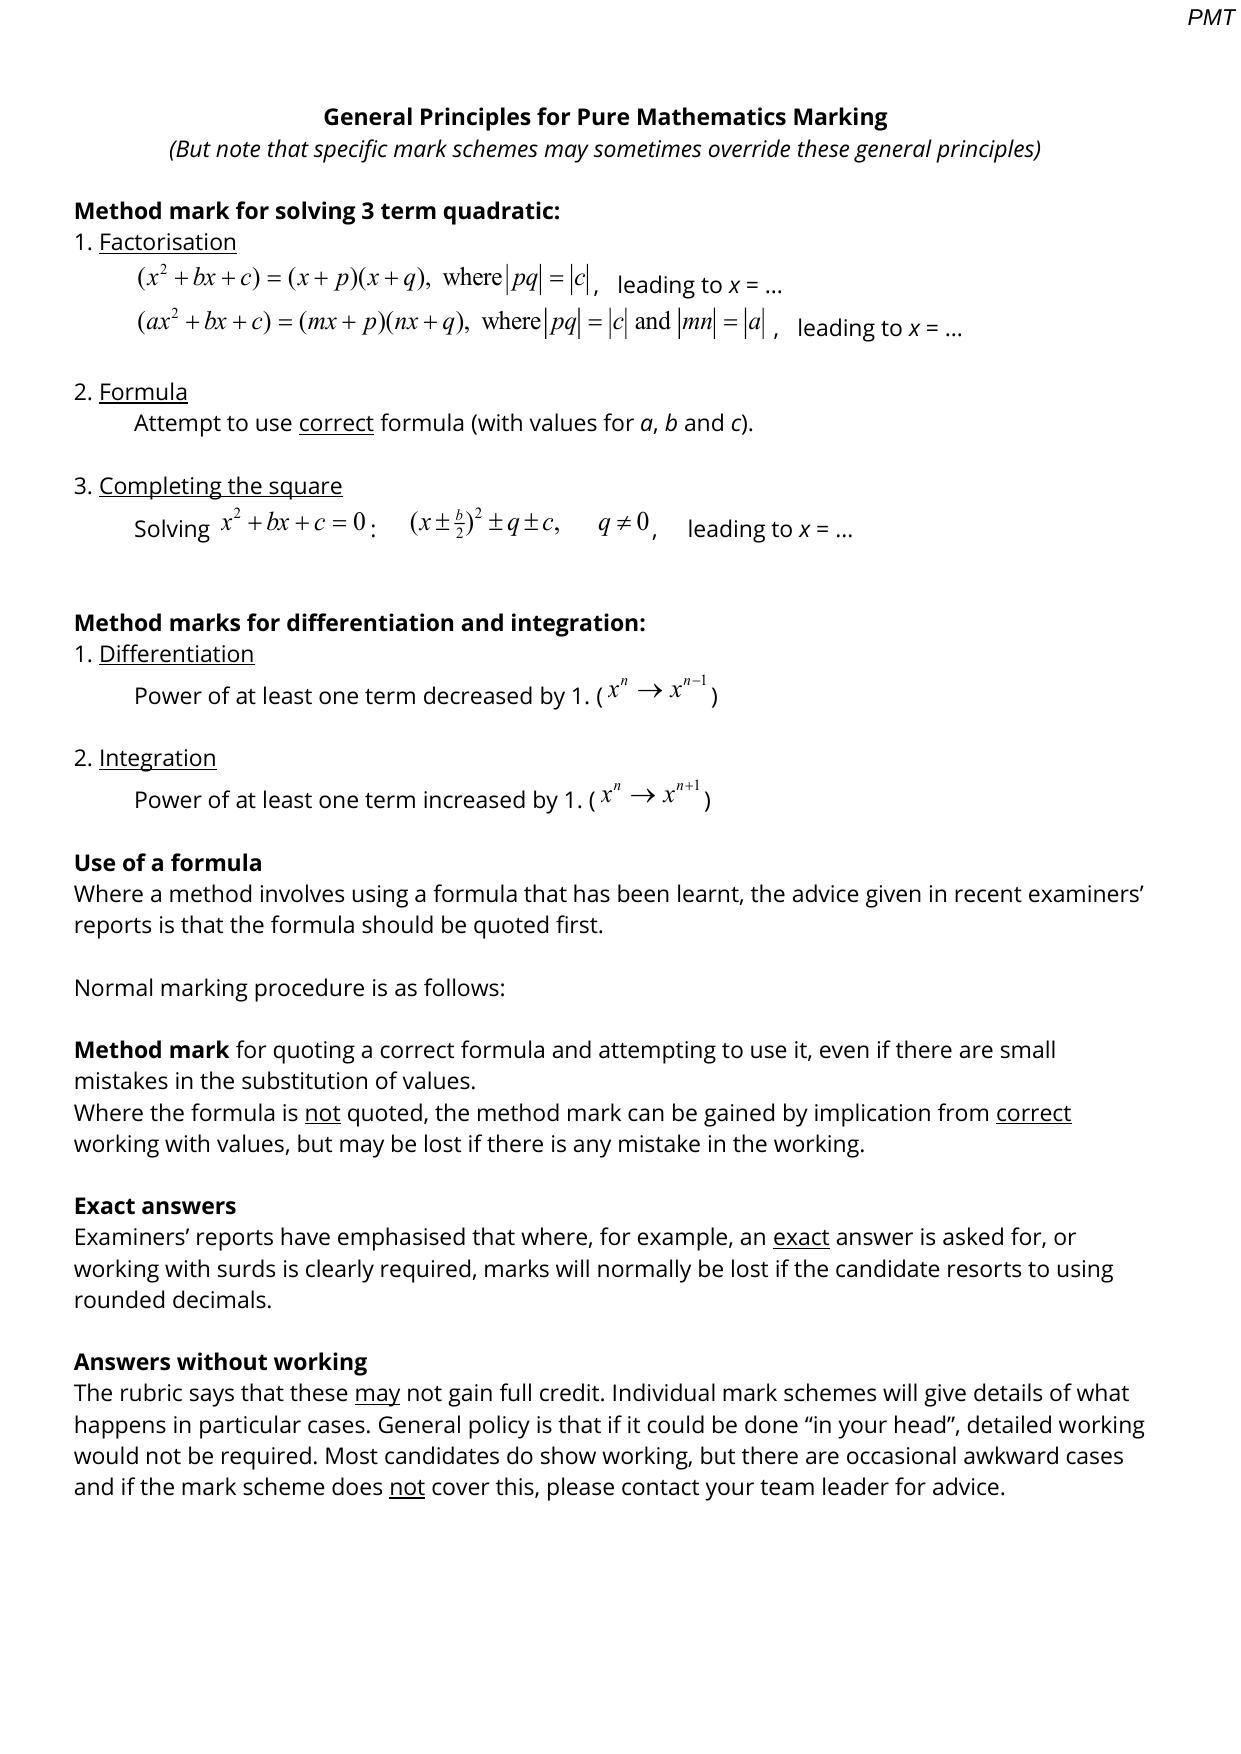 PMT
General Principles for Pure Mathematics Marking
(But note that specific mark schemes may sometimes override these general principles)
Method mark for solving 3 term quadratic:
1. Factorisation
(x² + bx + c) = (x + p)(x + q), where |pq| = |c|, leading to x = ...
(ax² + bx + c) = (mx + p)(nx + q), where |pq| = |c| and |mn| = |a|, leading to x = ...
2. Formula
Attempt to use correct formula (with values for a, b and c).
3. Completing the square
Solving x² + bx + c = 0: (x ± b/2)² ± q ± c, q ≠ 0, leading to x = ...
Method marks for differentiation and integration:
1. Differentiation
Power of at least one term decreased by 1. (xⁿ → xⁿ⁻¹)
2. Integration
Power of at least one term increased by 1. (xⁿ → xⁿ⁺¹)
Use of a formula
Where a method involves using a formula that has been learnt, the advice given in recent examiners’
reports is that the formula should be quoted first.
Normal marking procedure is as follows:
Method mark for quoting a correct formula and attempting to use it, even if there are small
mistakes in the substitution of values.
Where the formula is not quoted, the method mark can be gained by implication from correct
working with values, but may be lost if there is any mistake in the working.
Exact answers
Examiners’ reports have emphasised that where, for example, an exact answer is asked for, or
working with surds is clearly required, marks will normally be lost if the candidate resorts to using
rounded decimals.
Answers without working
The rubric says that these may not gain full credit. Individual mark schemes will give details of what
happens in particular cases. General policy is that if it could be done “in your head”, detailed working
would not be required. Most candidates do show working, but there are occasional awkward cases
and if the mark scheme does not cover this, please contact your team leader for advice.